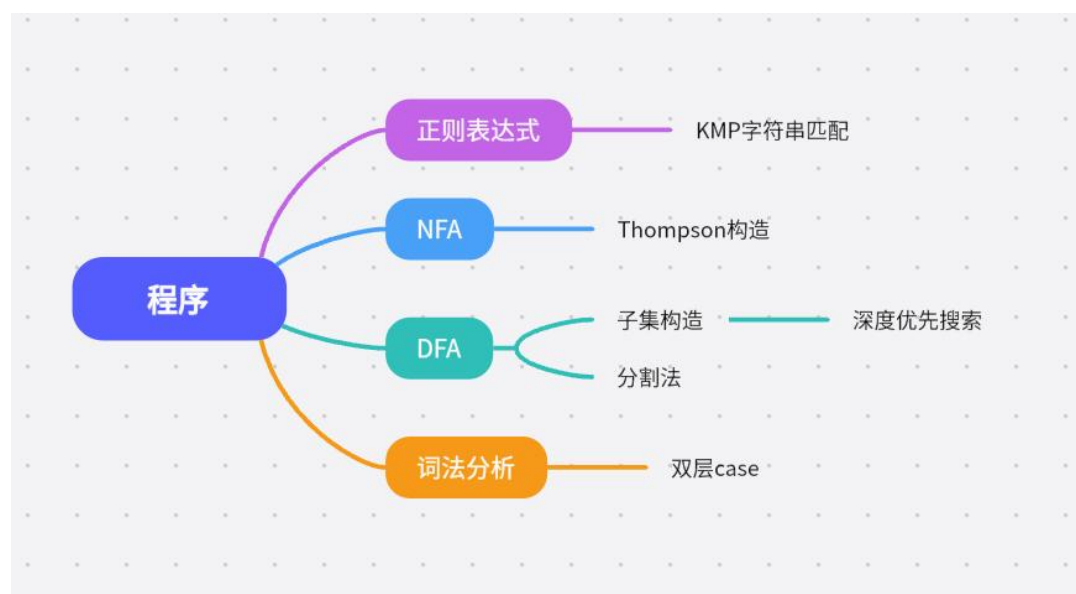 正则表达式
KMP字符串匹配
NFA
Thompson构造
程序
子集构造
深度优先搜索
DFA
分割法
词法分析
双层case